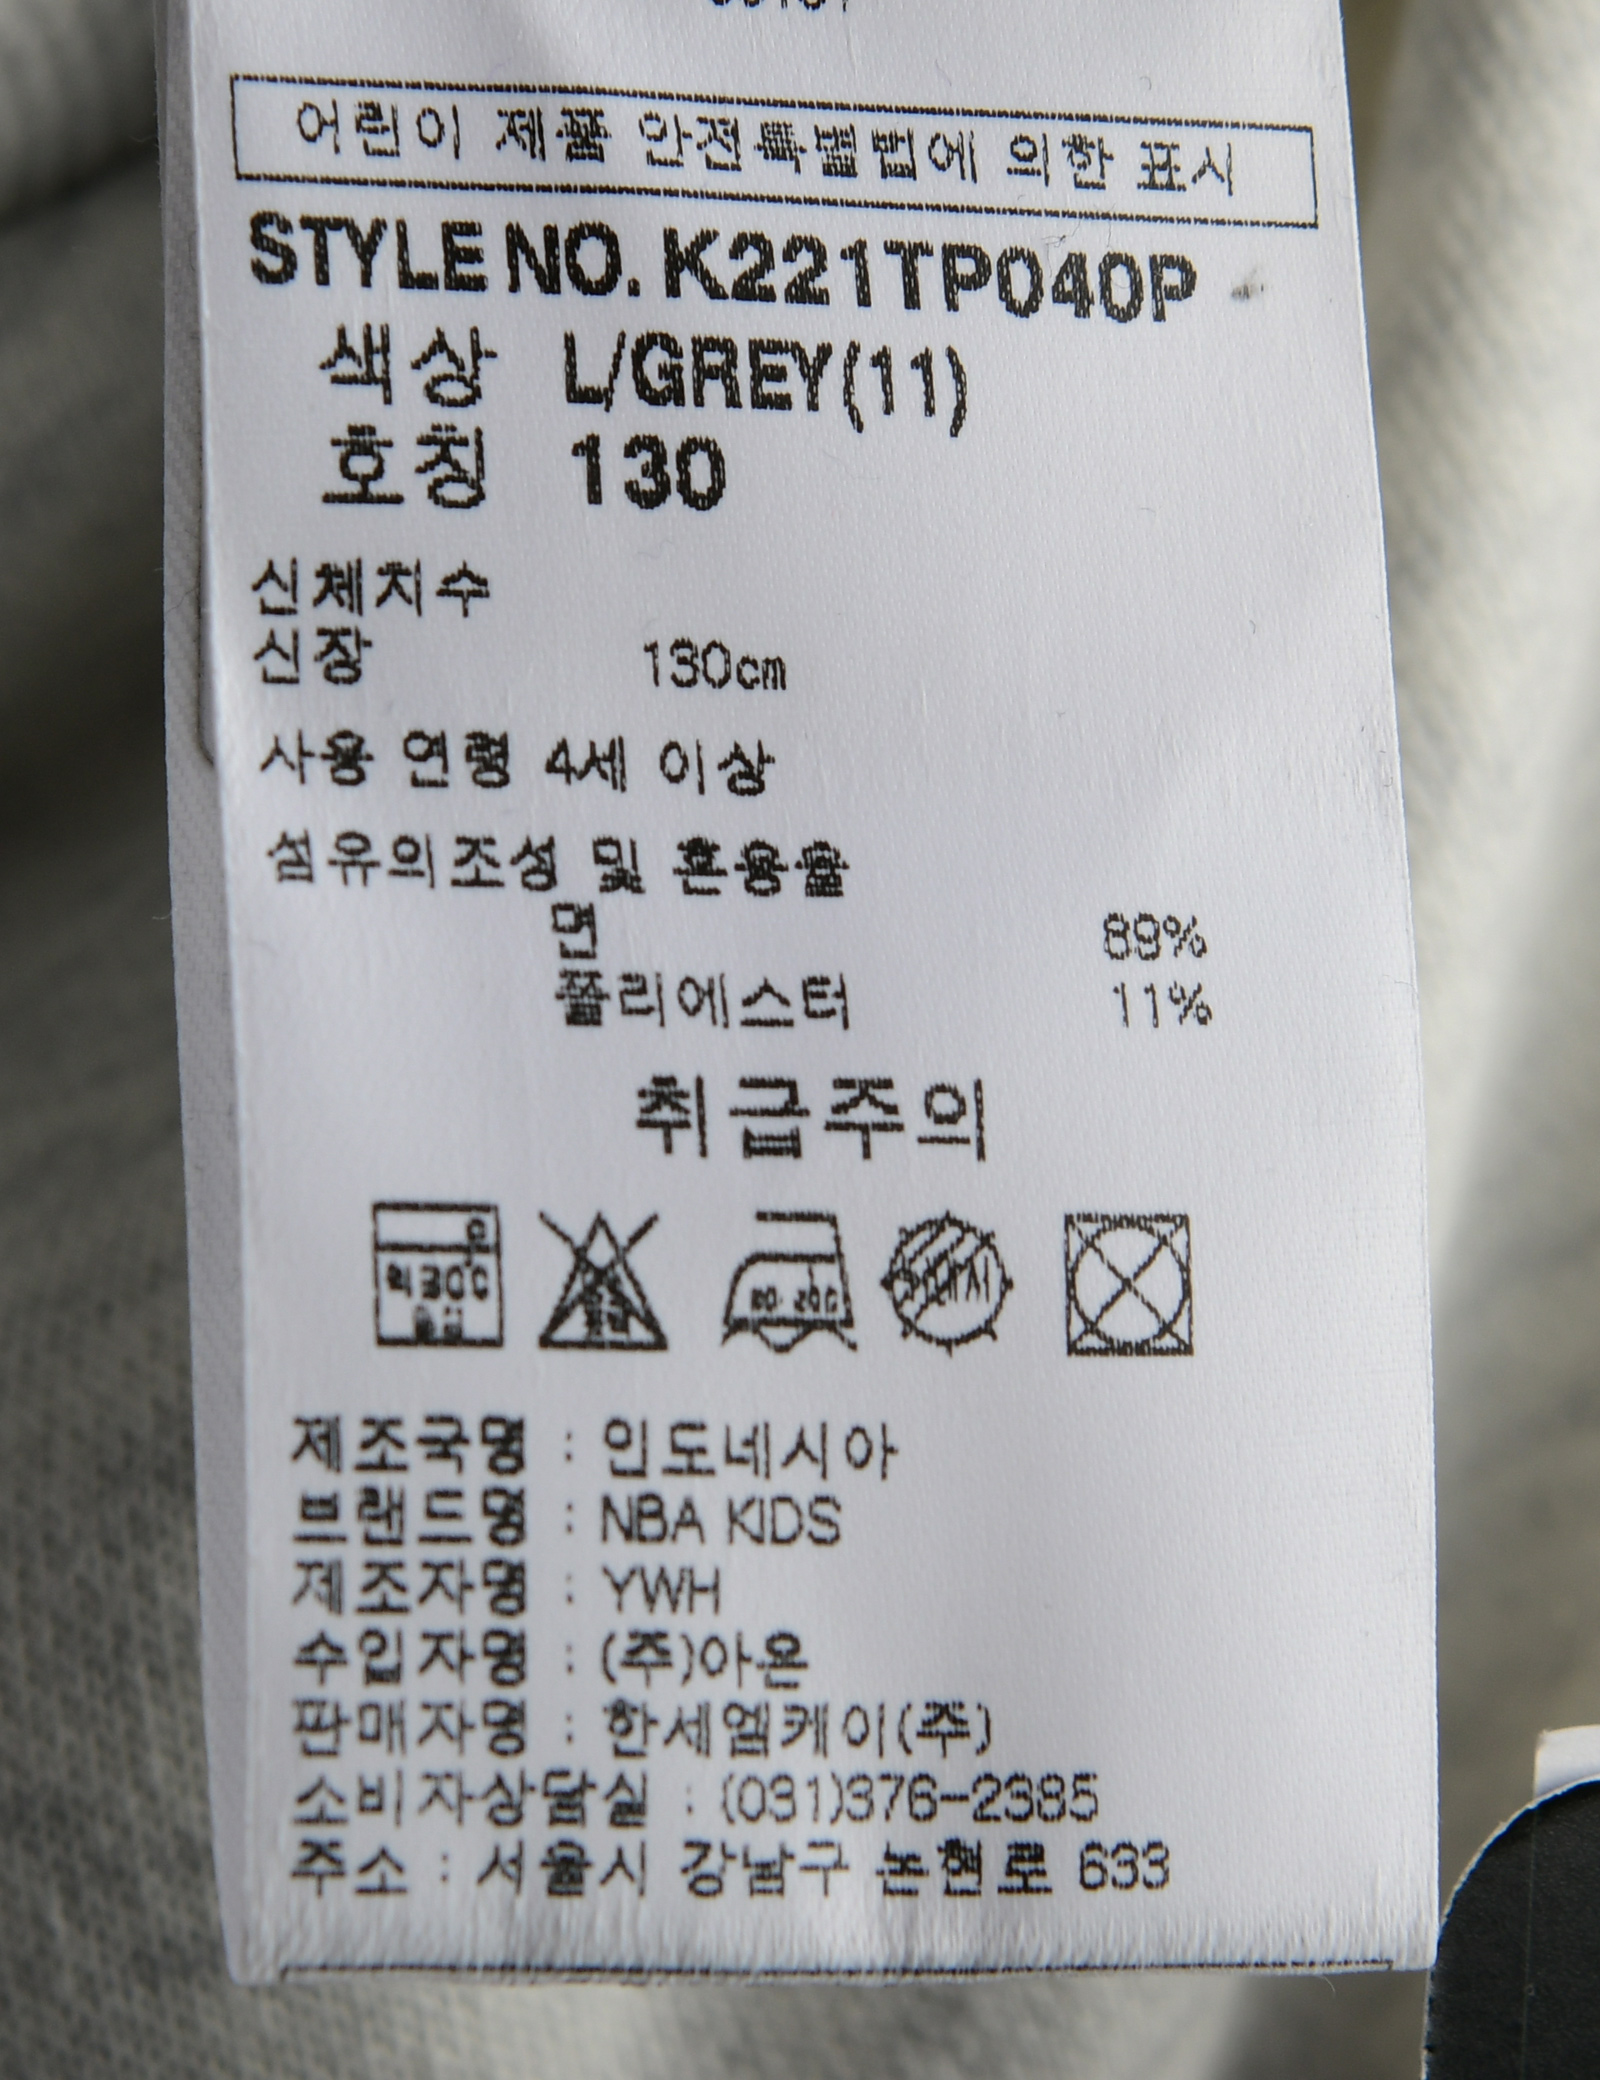 어린이 제품 안전특별법에 의한 표시
STYLE NO. K221TP040P
색상 L/GREY(11)
호칭 130
신체치수
신장 130cm
사용 연령 4세 이상
섬유의조성 및 혼용율
면 89%
폴리에스터 11%
취급주의
제조국명 : 인도네시아
브랜드명 : NBA KIDS
제조자명 : YWH
수입자명 : (주)아온
판매자명 : 한세엠케이(주)
소비자상담실 : (031)376-2385
주소 : 서울시 강남구 논현로 633